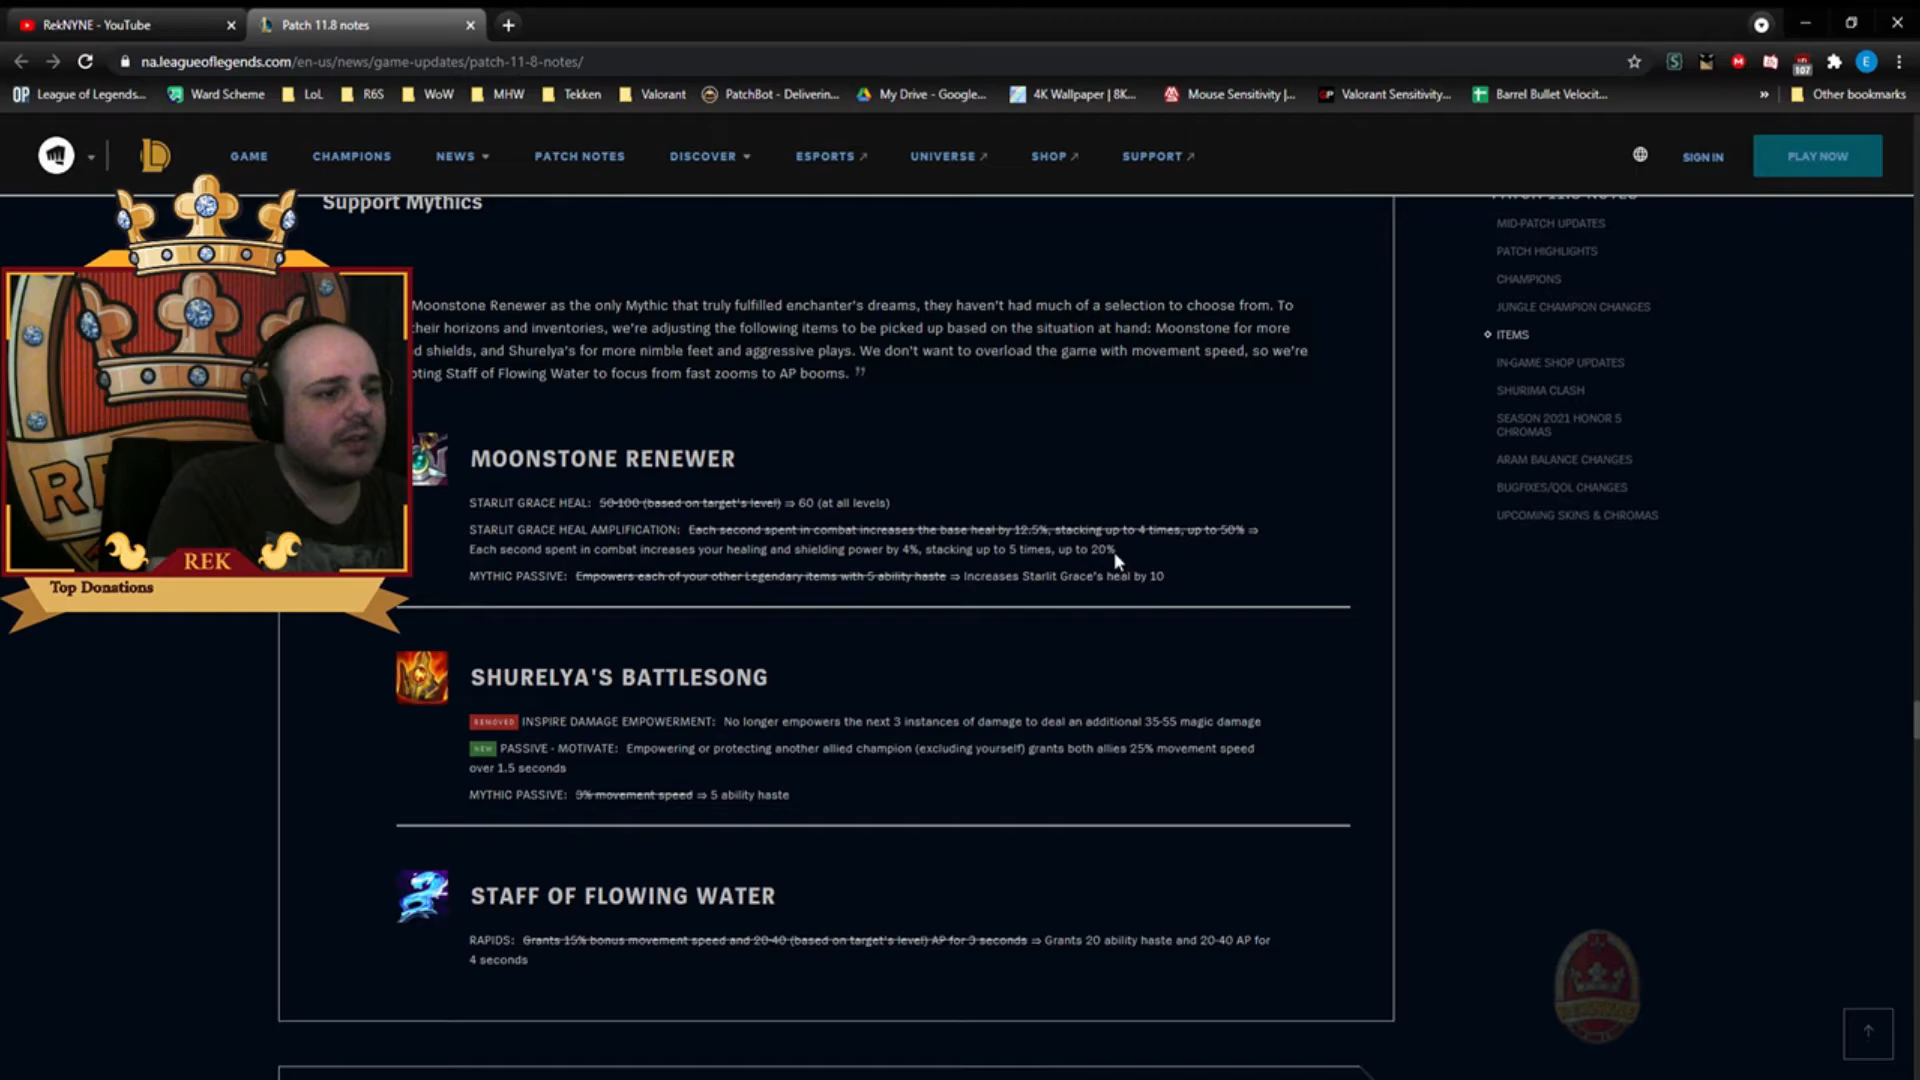 RekNYNE - YouTube
Patch 11.8 notes
na.leagueoflegends.com/en-us/news/game-updates/patch-11-8-notes/
107
E
OP League of Legends...
Ward Scheme
LoL
R6S
WoW
MHW
Tekken
Valorant
PatchBot - Deliverin...
My Drive - Google...
4K Wallpaper | 8K...
Mouse Sensitivity |...
Valorant Sensitivity...
Barrel Bullet Velocit...
»
Other bookmarks
GAME
CHAMPIONS
NEWS
PATCH NOTES
DISCOVER
ESPORTS
UNIVERSE
SHOP
SUPPORT
SIGN IN
PLAY NOW
Support Mythics
Moonstone Renewer as the only Mythic that truly fulfilled enchanter's dreams, they haven't had much of a selection to choose from. To
heir horizons and inventories, we're adjusting the following items to be picked up based on the situation at hand: Moonstone for more
d shields, and Shurelya's for more nimble feet and aggressive plays. We don't want to overload the game with movement speed, so we're
oting Staff of Flowing Water to focus from fast zooms to AP booms. ”
MOONSTONE RENEWER
STARLIT GRACE HEAL: 50-100 (based on target's level) ⇒ 60 (at all levels)
STARLIT GRACE HEAL AMPLIFICATION: Each second spent in combat increases the base heal by 12.5%, stacking up to 4 times, up to 50% ⇒
Each second spent in combat increases your healing and shielding power by 4%, stacking up to 5 times, up to 20%
MYTHIC PASSIVE: Empowers each of your other Legendary items with 5 ability haste ⇒ Increases Starlit Grace's heal by 10
SHURELYA'S BATTLESONG
REMOVED INSPIRE DAMAGE EMPOWERMENT: No longer empowers the next 3 instances of damage to deal an additional 35-55 magic damage
NEW PASSIVE - MOTIVATE: Empowering or protecting another allied champion (excluding yourself) grants both allies 25% movement speed
over 1.5 seconds
MYTHIC PASSIVE: 3% movement speed ⇒ 5 ability haste
STAFF OF FLOWING WATER
RAPIDS: Grants 15% bonus movement speed and 20-40 (based on target's level) AP for 3 seconds ⇒ Grants 20 ability haste and 20-40 AP for
4 seconds
PATCH 11.8 NOTES
MID-PATCH UPDATES
PATCH HIGHLIGHTS
CHAMPIONS
JUNGLE CHAMPION CHANGES
ITEMS
IN-GAME SHOP UPDATES
SHURIMA CLASH
SEASON 2021 HONOR 5
CHROMAS
ARAM BALANCE CHANGES
BUGFIXES/QOL CHANGES
UPCOMING SKINS & CHROMAS
REK
Top Donations